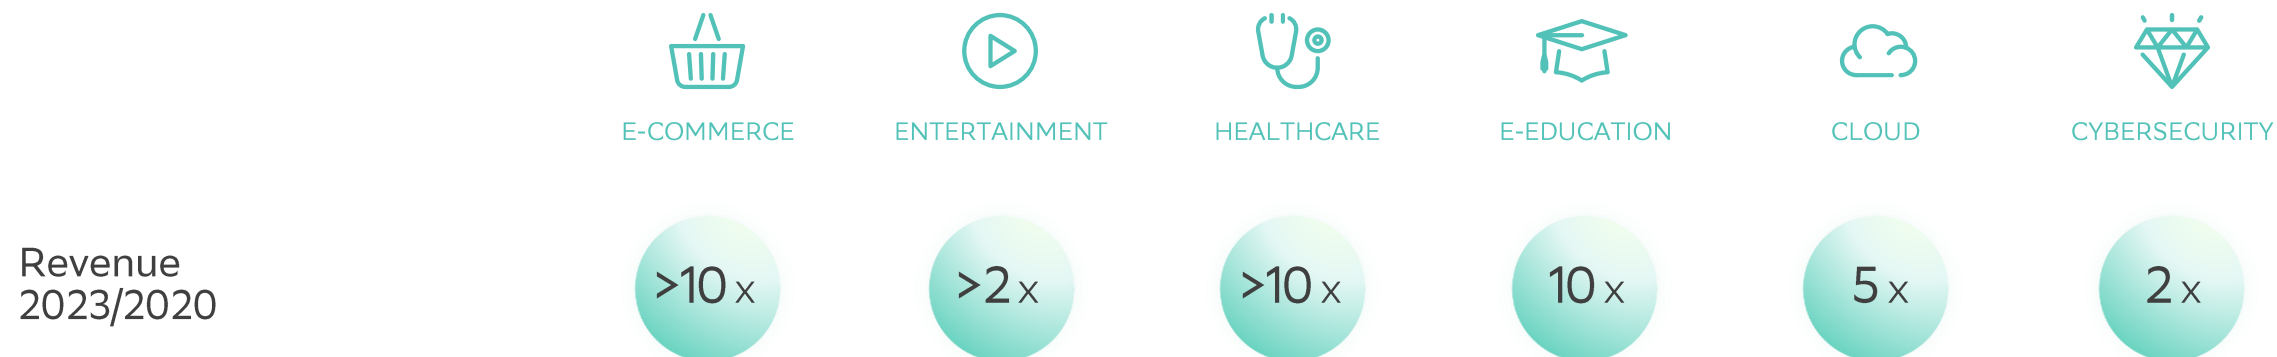 E-COMMERCE ENTERTAINMENT HEALTHCARE E-EDUCATION CLOUD CYBERSECURITY
Revenue
2023/2020
>10 x >2 x >10 x 10 x 5 x 2 x